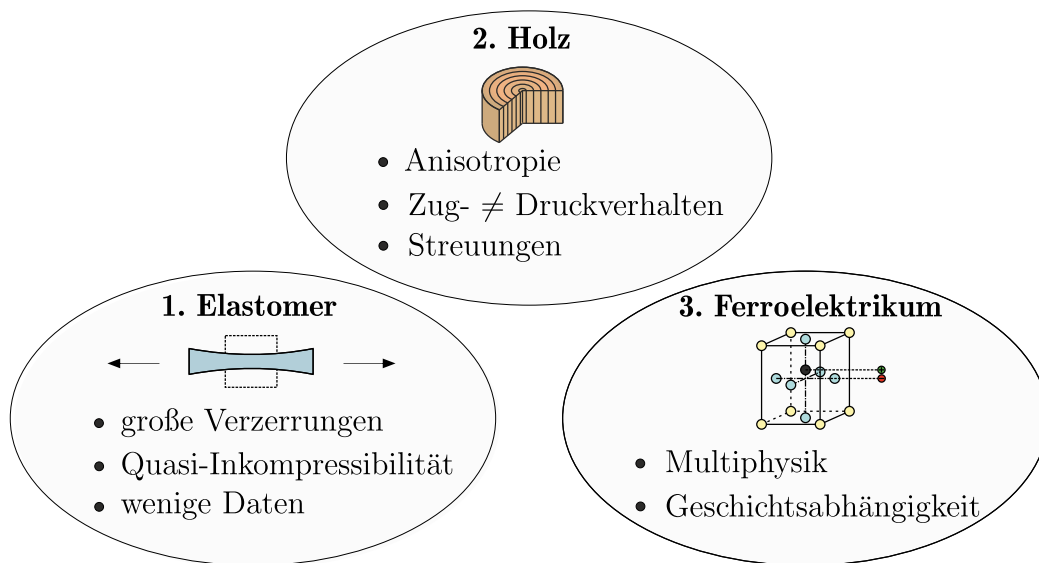 2. Holz
• Anisotropie
• Zug- ≠ Druckverhalten
• Streuungen
1. Elastomer
• große Verzerrungen
• Quasi-Inkompressibilität
• wenige Daten
3. Ferroelektrikum
+
−
• Multiphysik
• Geschichtsabhängigkeit